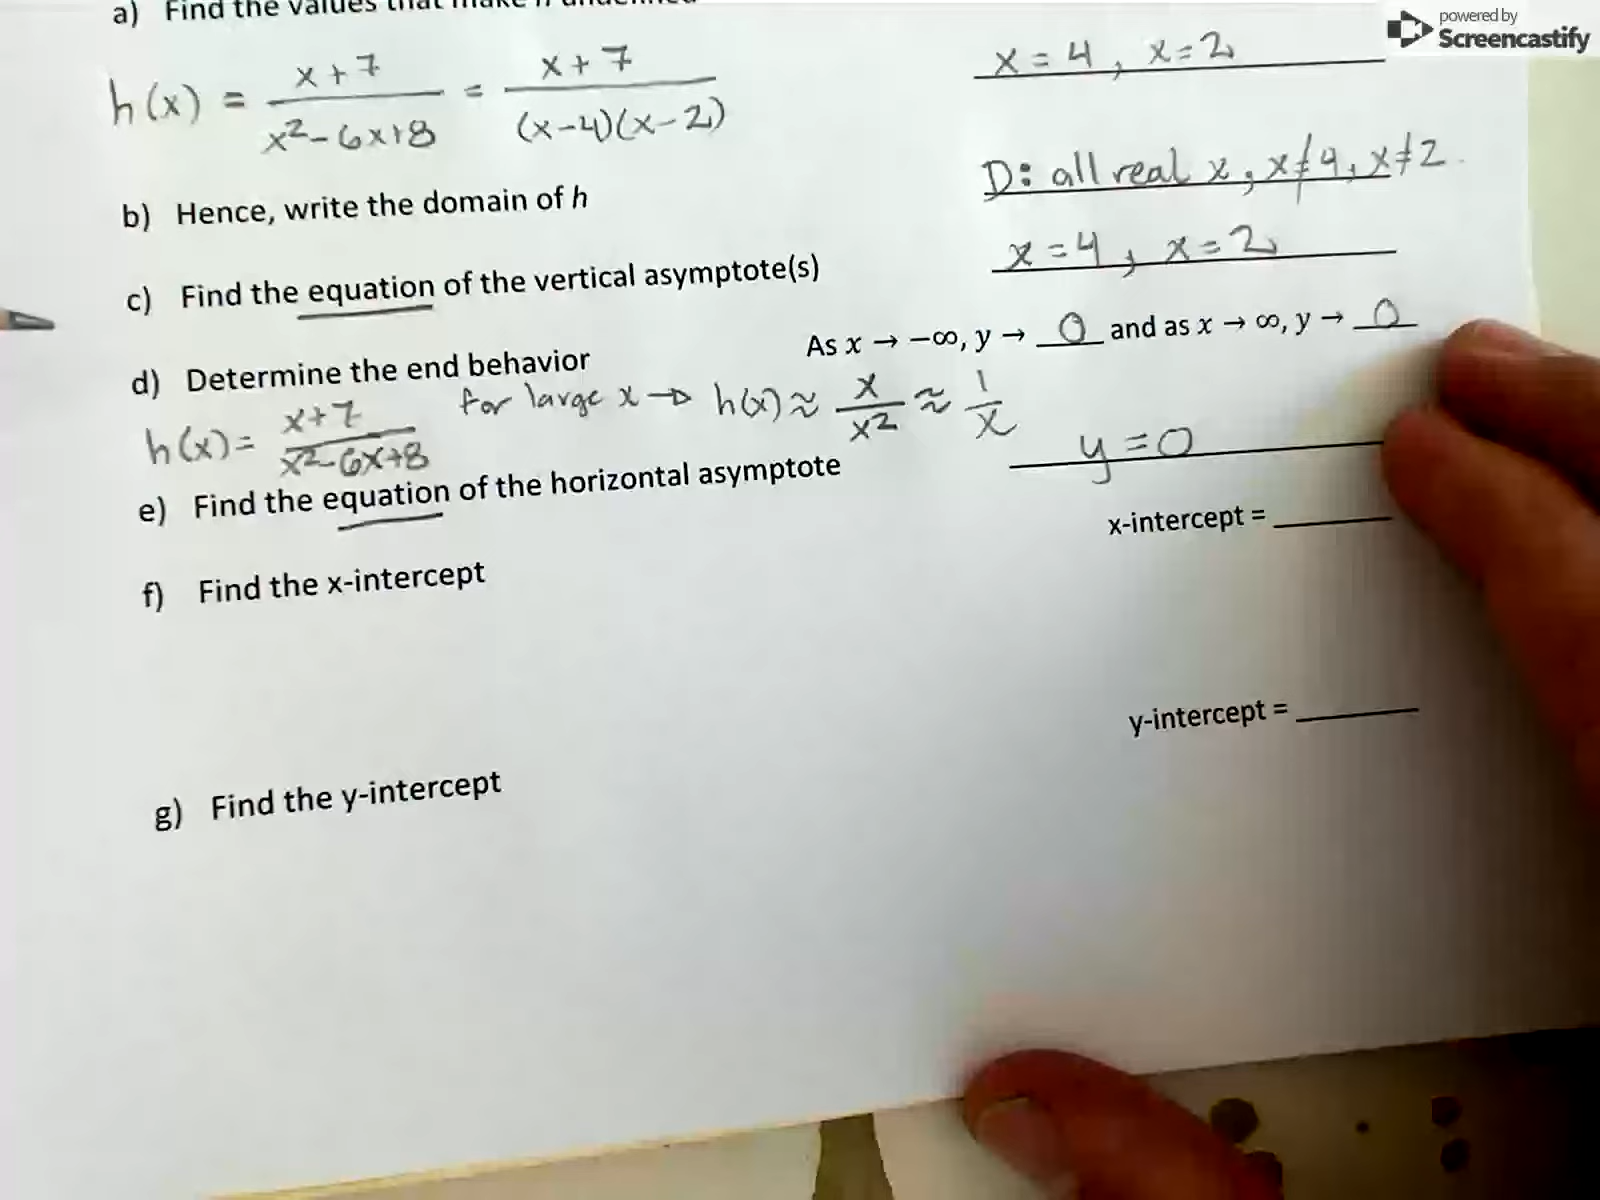 a) Find the values that make h undefined
powered by
Screencastify
h(x) = x+7 / x²-6x+8 = x+7 / (x-4)(x-2)
x=4, x=2
b) Hence, write the domain of h
D: all real x, x≠4, x≠2.
c) Find the equation of the vertical asymptote(s)
x=4, x=2
d) Determine the end behavior
As x → −∞, y → 0 and as x → ∞, y → 0
h(x) = x+7 / x²-6x+8 for large x → h(x) ≈ x / x² ≈ 1 / x
e) Find the equation of the horizontal asymptote
y=0
f) Find the x-intercept
x-intercept =
g) Find the y-intercept
y-intercept =